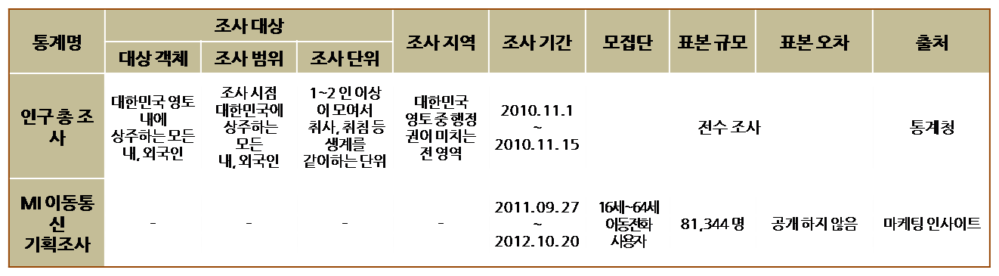 통계명
조사 대상
조사 지역
조사 기간
모집단
표본 규모
표본 오차
출처
대상 객체
조사 범위
조사 단위
인구 총 조
사
대한민국 영토
내에
상주하는 모든
내, 외국인
조사 시점
대한민국에
상주하는
모든
내, 외국인
1~2 인 이상
이 모여서
취사, 취침 등
생계를
같이하는 단위
대한민국
영토 중 행정
권이 미치는
전 영역
2010.11.1
~
2010.11.15
전수 조사
통계청
MI 이동통
신
기획조사
-
-
-
-
2011.09.27
~
2012.10.20
16세~64세
이동전화
사용자
81,344 명
공개 하지 않음
마케팅 인사이트